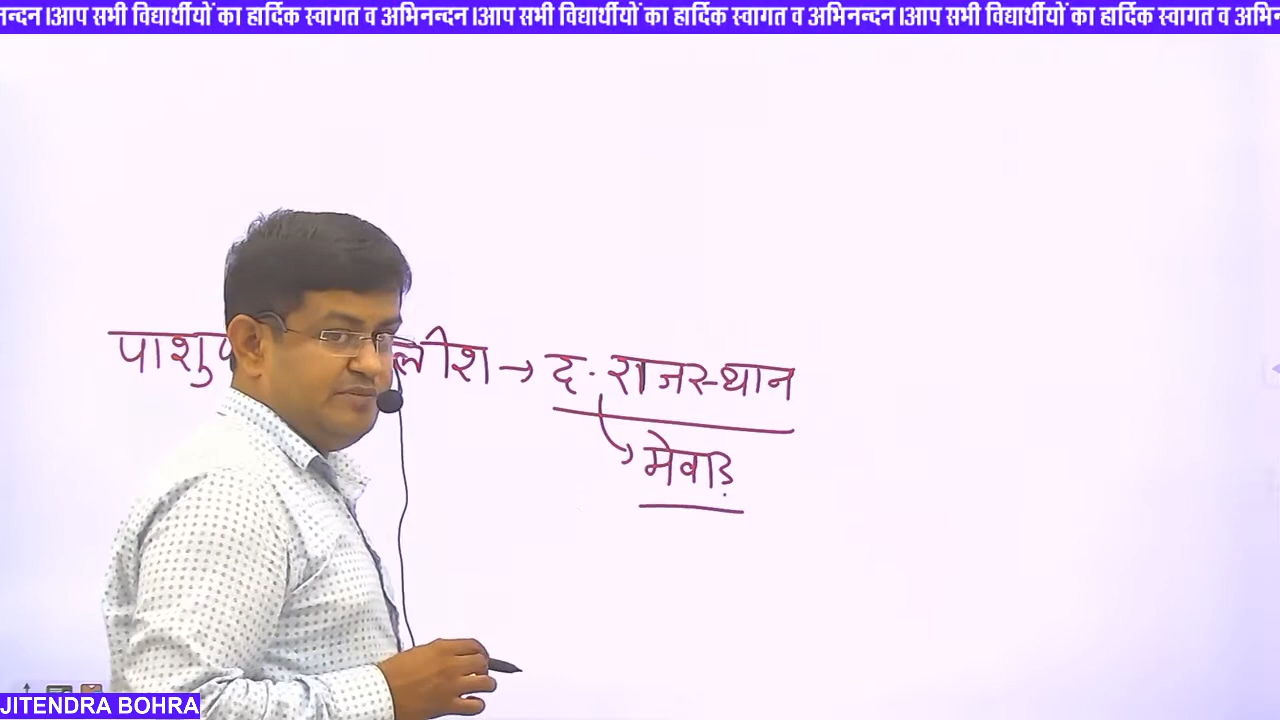 नन्दन।आप सभी विद्यार्थीयों का हार्दिक स्वागत व अभिनन्दन।आप सभी विद्यार्थीयों का हार्दिक स्वागत व अभिनन्दन।आप सभी विद्यार्थीयों का हार्दिक स्वागत व
→ द. राजस्थान
↳ मेवाड़
JITENDRA BOHRA